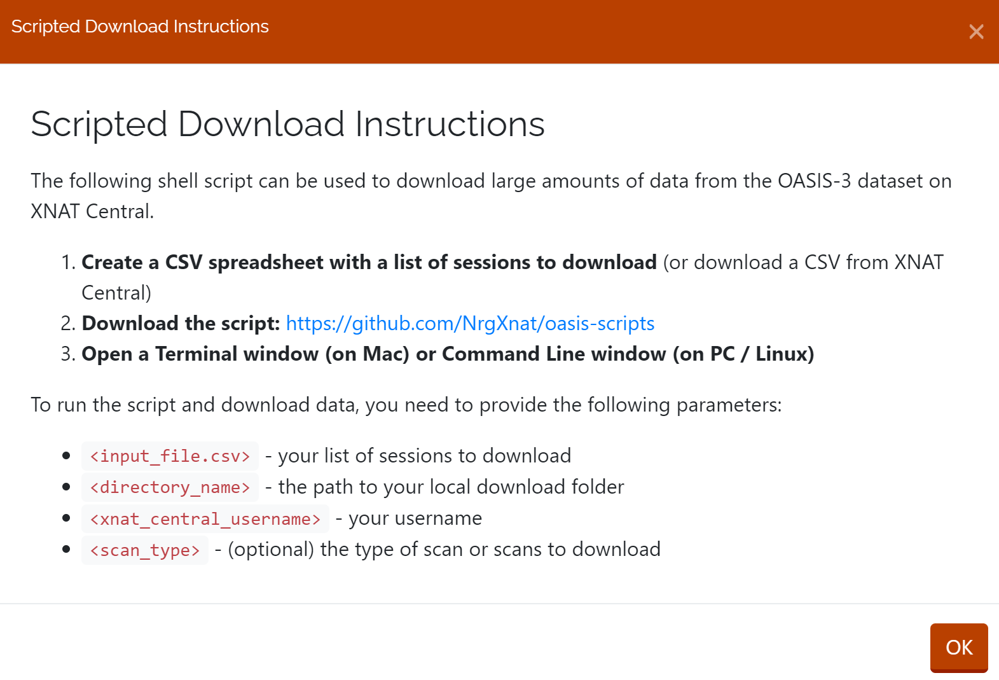 Scripted Download Instructions
×
Scripted Download Instructions
The following shell script can be used to download large amounts of data from the OASIS-3 dataset on
XNAT Central.
1. Create a CSV spreadsheet with a list of sessions to download (or download a CSV from XNAT
Central)
2. Download the script: https://github.com/NrgXnat/oasis-scripts
3. Open a Terminal window (on Mac) or Command Line window (on PC / Linux)
To run the script and download data, you need to provide the following parameters:
• <input_file.csv> - your list of sessions to download
• <directory_name> - the path to your local download folder
• <xnat_central_username> - your username
• <scan_type> - (optional) the type of scan or scans to download
OK